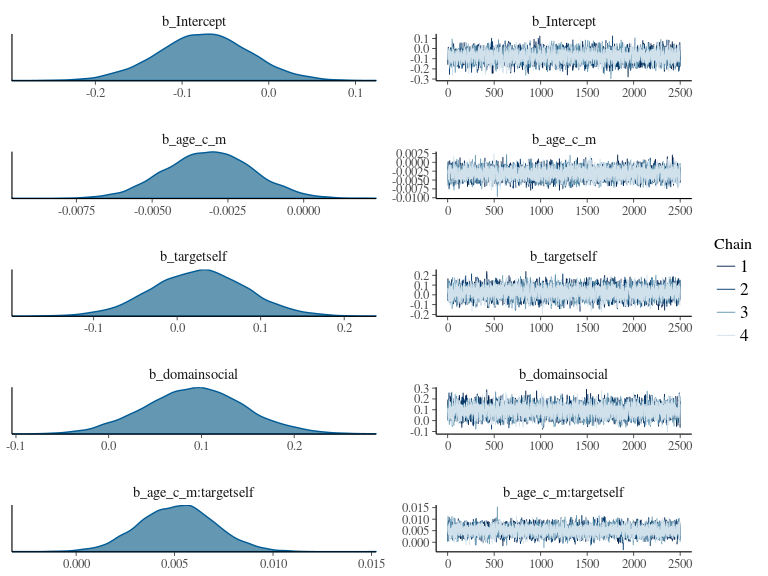 b_Intercept
b_Intercept
-0.2 -0.1 0.0 0.1
0.1
0.0
-0.1
-0.2
-0.3
0 500 1000 1500 2000 2500
b_age_c_m
b_age_c_m
-0.0075 -0.0050 -0.0025 0.0000
0.0025
0.0000
-0.0025
-0.0050
-0.0075
-0.0100
0 500 1000 1500 2000 2500
b_targetself
b_targetself
-0.1 0.0 0.1 0.2
0.2
0.1
0.0
-0.1
-0.2
0 500 1000 1500 2000 2500
Chain
1
2
3
4
b_domainsocial
b_domainsocial
-0.1 0.0 0.1 0.2
0.3
0.2
0.1
0.0
-0.1
0 500 1000 1500 2000 2500
b_age_c_m:targetself
b_age_c_m:targetself
0.000 0.005 0.010 0.015
0.015
0.010
0.005
0.000
0 500 1000 1500 2000 2500